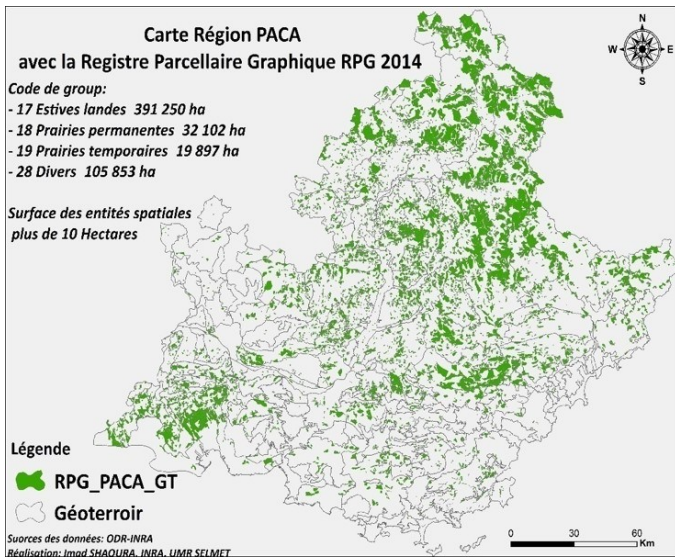 Carte Région PACA
avec la Registre Parcellaire Graphique RPG 2014
Code de group:
- 17 Estives landes 391 250 ha
- 18 Prairies permanentes 32 102 ha
- 19 Prairies temporaires 19 897 ha
- 28 Divers 105 853 ha
Surface des entités spatiales
plus de 10 Hectares
N
W E
S
Légende
RPG_PACA_GT
Géoterroir
Suorces des données: ODR-INRA
Réalisation: Imad SHAQURA, INRA, UMR SELMET
0 30 60
Km